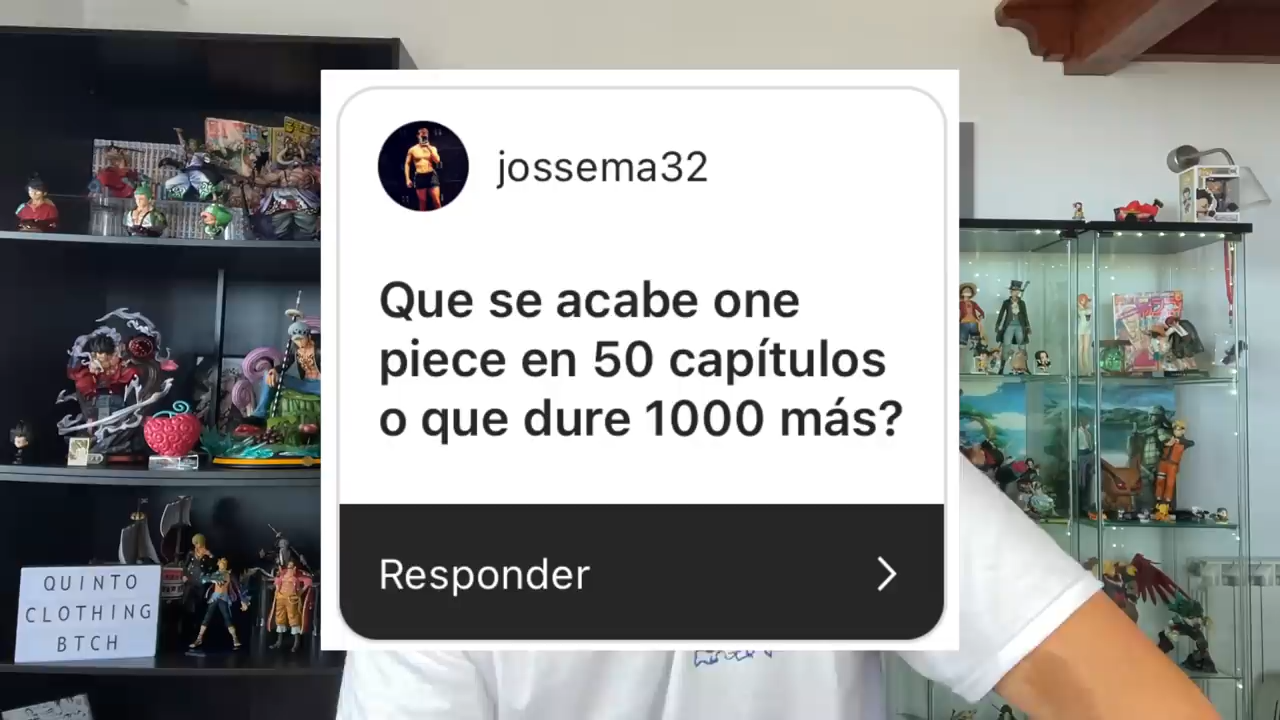 jossema32
Que se acabe one
piece en 50 capítulos
o que dure 1000 más?
Responder
QUINTO
CLOTHING
BTCH